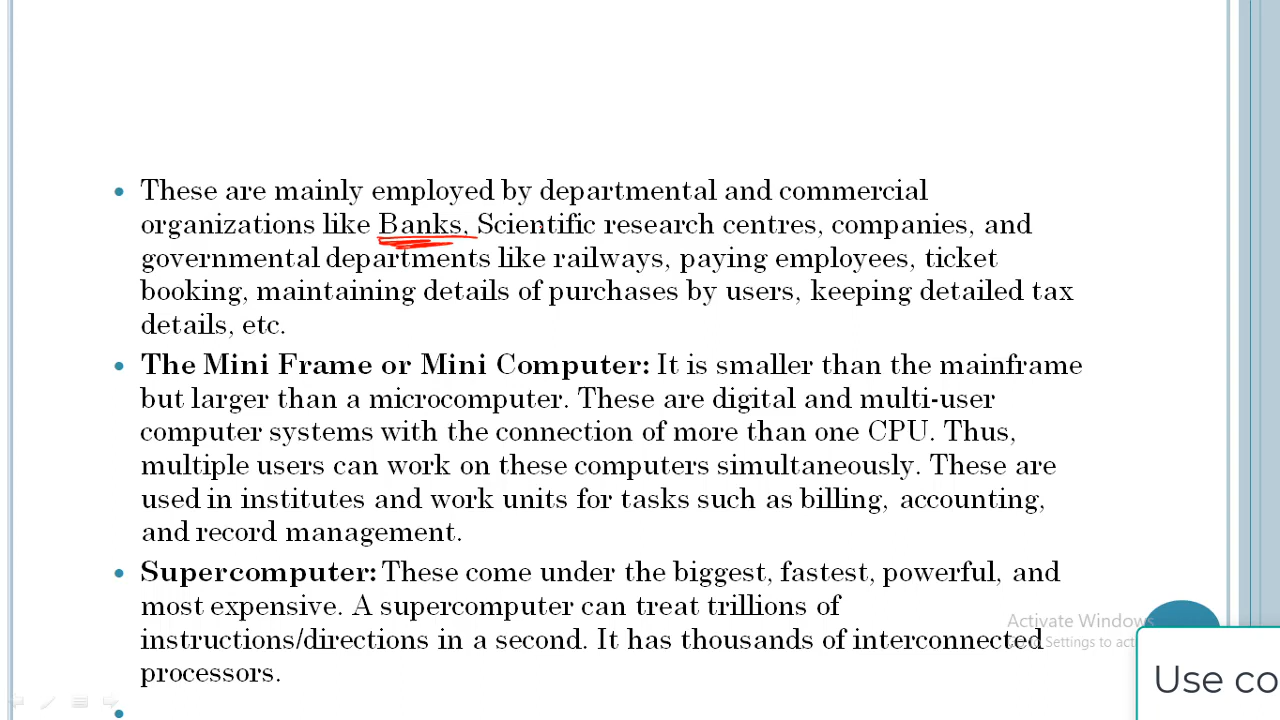 These are mainly employed by departmental and commercial
organizations like Banks, Scientific research centres, companies, and
governmental departments like railways, paying employees, ticket
booking, maintaining details of purchases by users, keeping detailed tax
details, etc.
The Mini Frame or Mini Computer: It is smaller than the mainframe
but larger than a microcomputer. These are digital and multi-user
computer systems with the connection of more than one CPU. Thus,
multiple users can work on these computers simultaneously. These are
used in institutes and work units for tasks such as billing, accounting,
and record management.
Supercomputer: These come under the biggest, fastest, powerful, and
most expensive. A supercomputer can treat trillions of
instructions/directions in a second. It has thousands of interconnected
processors.
Activate Windows
Settings to
Use co